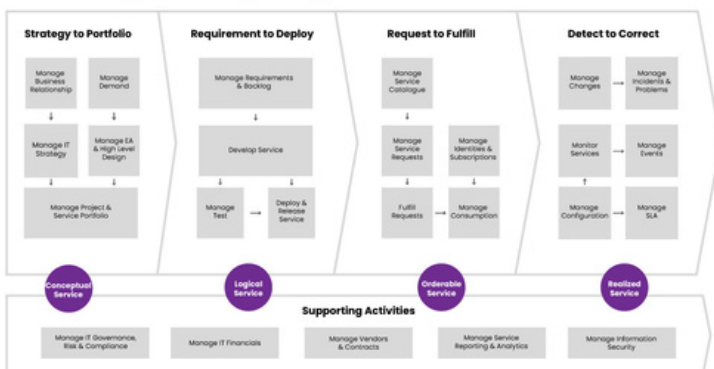 Strategy to Portfolio
Manage
Business
Relationship
Manage
Demand
Manage IT
Strategy
Manage EA
& High Level
Design
Manage Project &
Service Portfolio
Requirement to Deploy
Manage Requirements
& Backlog
Develop Service
Manage
Test
Deploy &
Release
Service
Request to Fulfill
Manage
Service
Catalogue
Manage
Service
Requests
Manage
Identities &
Subscriptions
Fulfill
Requests
Manage
Consumption
Detect to Correct
Manage
Changes
Manage
Incidents &
Problems
Monitor
Services
Manage
Events
Manage
Configuration
Manage
SLA
Conceptual
Service
Logical
Service
Orderable
Service
Realized
Service
Supporting Activities
Manage IT Governance,
Risk & Compliance
Manage IT Financials
Manage Vendors
& Contracts
Manage Service
Reporting & Analytics
Manage Information
Security